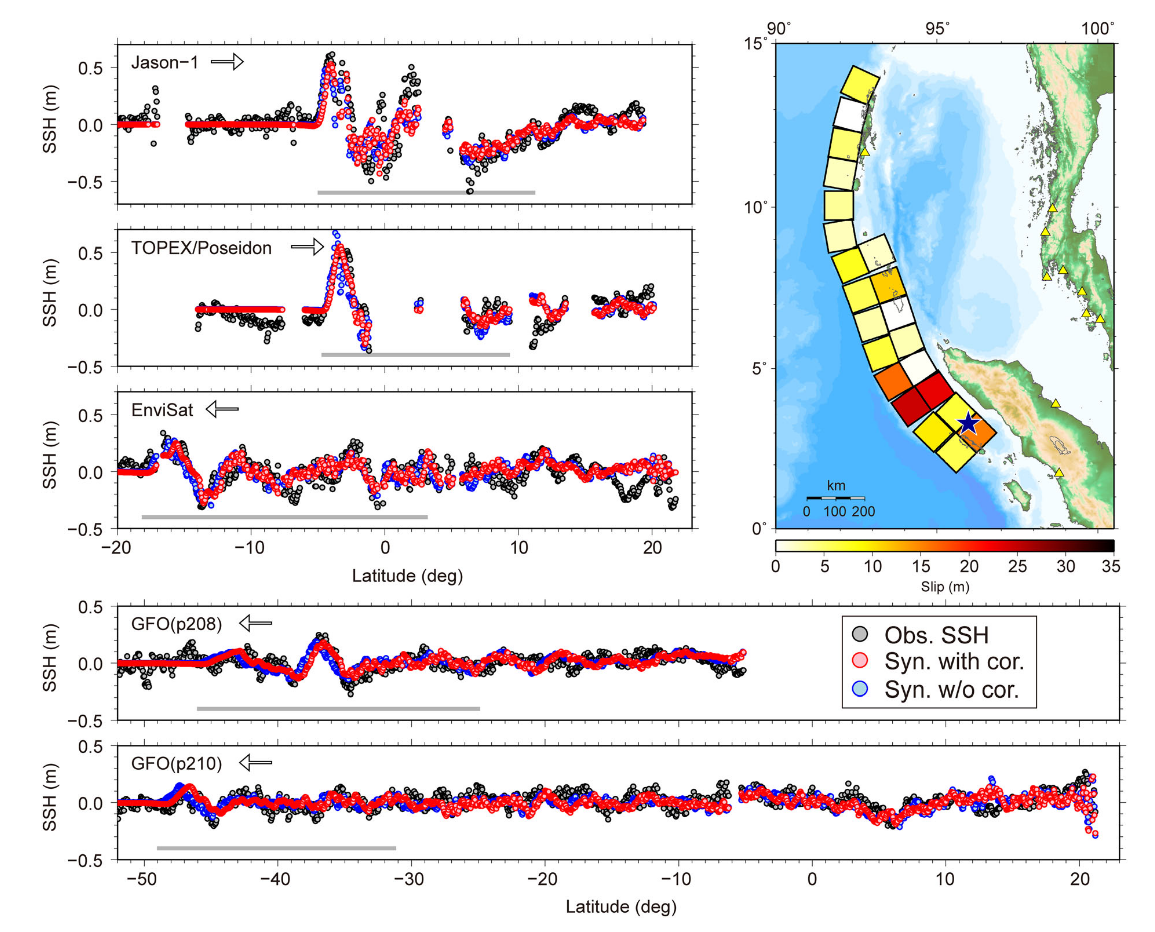 Jason−1
SSH (m)
0.5
0.0
−0.5
TOPEX/Poseidon
SSH (m)
0.5
0.0
−0.5
EnviSat
SSH (m)
0.5
0.0
−0.5
−20 −10 0 10 20
Latitude (deg)
90˚ 95˚ 100˚
15˚
10˚
5˚
0˚
km
0 100 200
0 5 10 15 20 25 30 35
Slip (m)
GFO(p208)
SSH (m)
0.5
0.0
−0.5
Obs. SSH
Syn. with cor.
Syn. w/o cor.
GFO(p210)
SSH (m)
0.5
0.0
−0.5
−50 −40 −30 −20 −10 0 10 20
Latitude (deg)